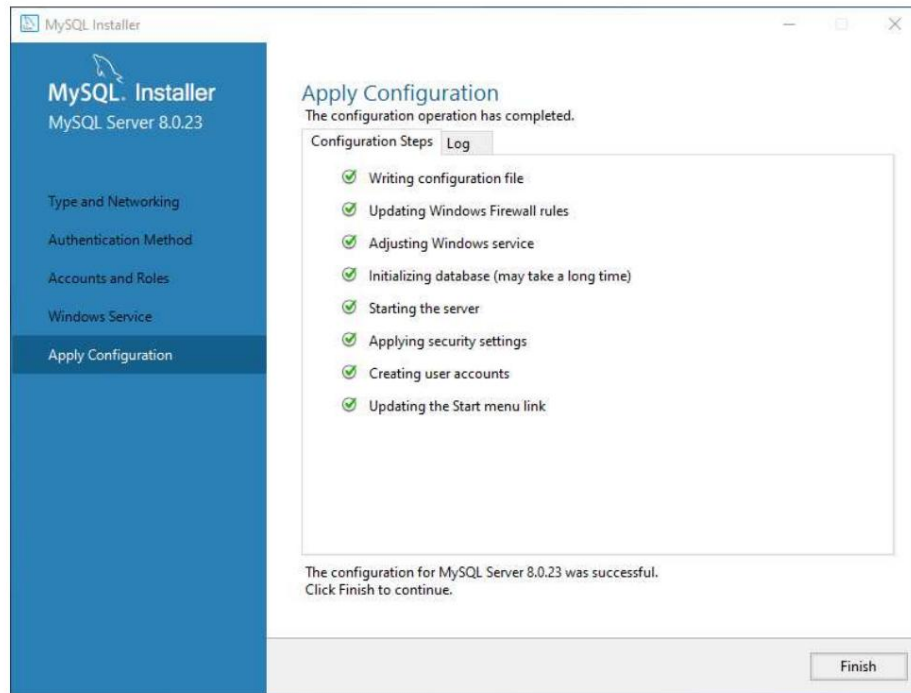 MySQL Installer
MySQL. Installer
MySQL Server 8.0.23
Type and Networking
Authentication Method
Accounts and Roles
Windows Service
Apply Configuration
Apply Configuration
The configuration operation has completed.
Configuration Steps Log
Writing configuration file
Updating Windows Firewall rules
Adjusting Windows service
Initializing database (may take a long time)
Starting the server
Applying security settings
Creating user accounts
Updating the Start menu link
The configuration for MySQL Server 8.0.23 was successful.
Click Finish to continue.
Finish